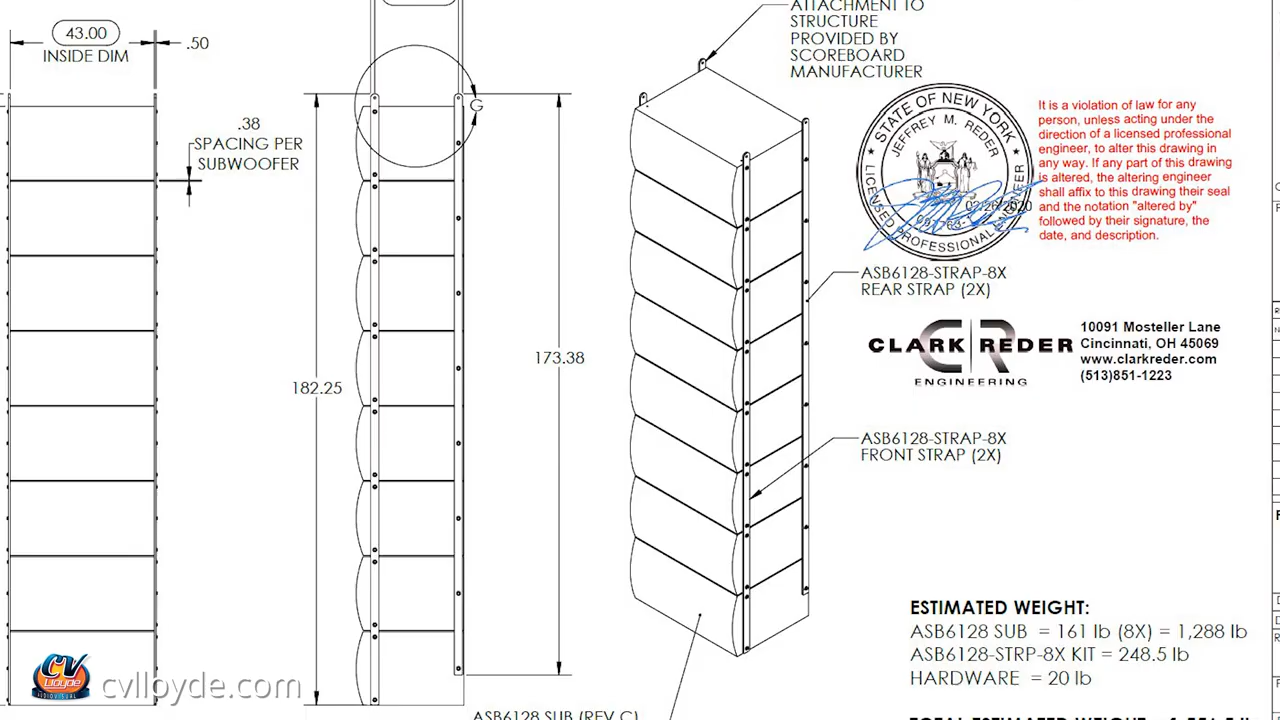 43.00
INSIDE DIM
.50
.38
SPACING PER
SUBWOOFER
182.25
G
173.38
ATTACHMENT TO
STRUCTURE
PROVIDED BY
SCOREBOARD
MANUFACTURER
STATE OF NEW YORK
JEFFREY M. REDER
LICENSED PROFESSIONAL ENGINEER
It is a violation of law for any
person, unless acting under the
direction of a licensed professional
engineer, to alter this drawing in
any way. If any part of this drawing
is altered, the altering engineer
shall affix to this drawing their seal
and the notation "altered by"
followed by their signature, the
date, and description.
ASB6128-STRAP-8X
REAR STRAP (2X)
CLARK REDER
ENGINEERING
10091 Mosteller Lane
Cincinnati, OH 45069
www.clarkreder.com
(513)851-1223
ASB6128-STRAP-8X
FRONT STRAP (2X)
ESTIMATED WEIGHT:
ASB6128 SUB = 161 lb (8X) = 1,288 lb
ASB6128-STRP-8X KIT = 248.5 lb
HARDWARE = 20 lb
ASB6128 SUB (REV C)
CV
Lloyde
cvlloyde.com